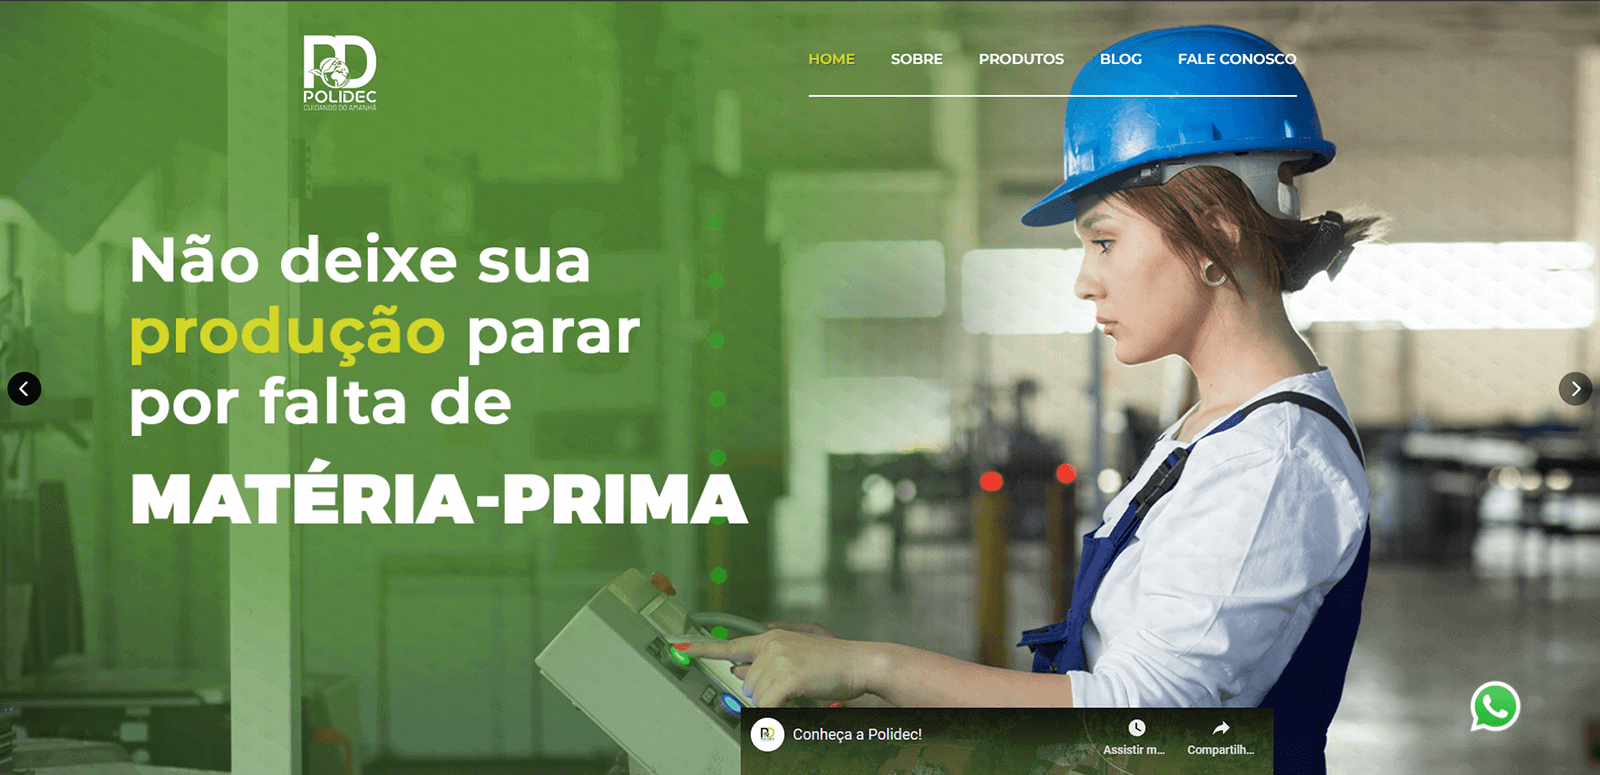 HOME SOBRE PRODUTOS BLOG FALE CONOSCO
PD
POLIDEC
CUIDANDO DO AMANHÃ
Não deixe sua
produção parar
por falta de
MATÉRIA-PRIMA
Conheça a Polidec!
Assistir m...
Compartilh...